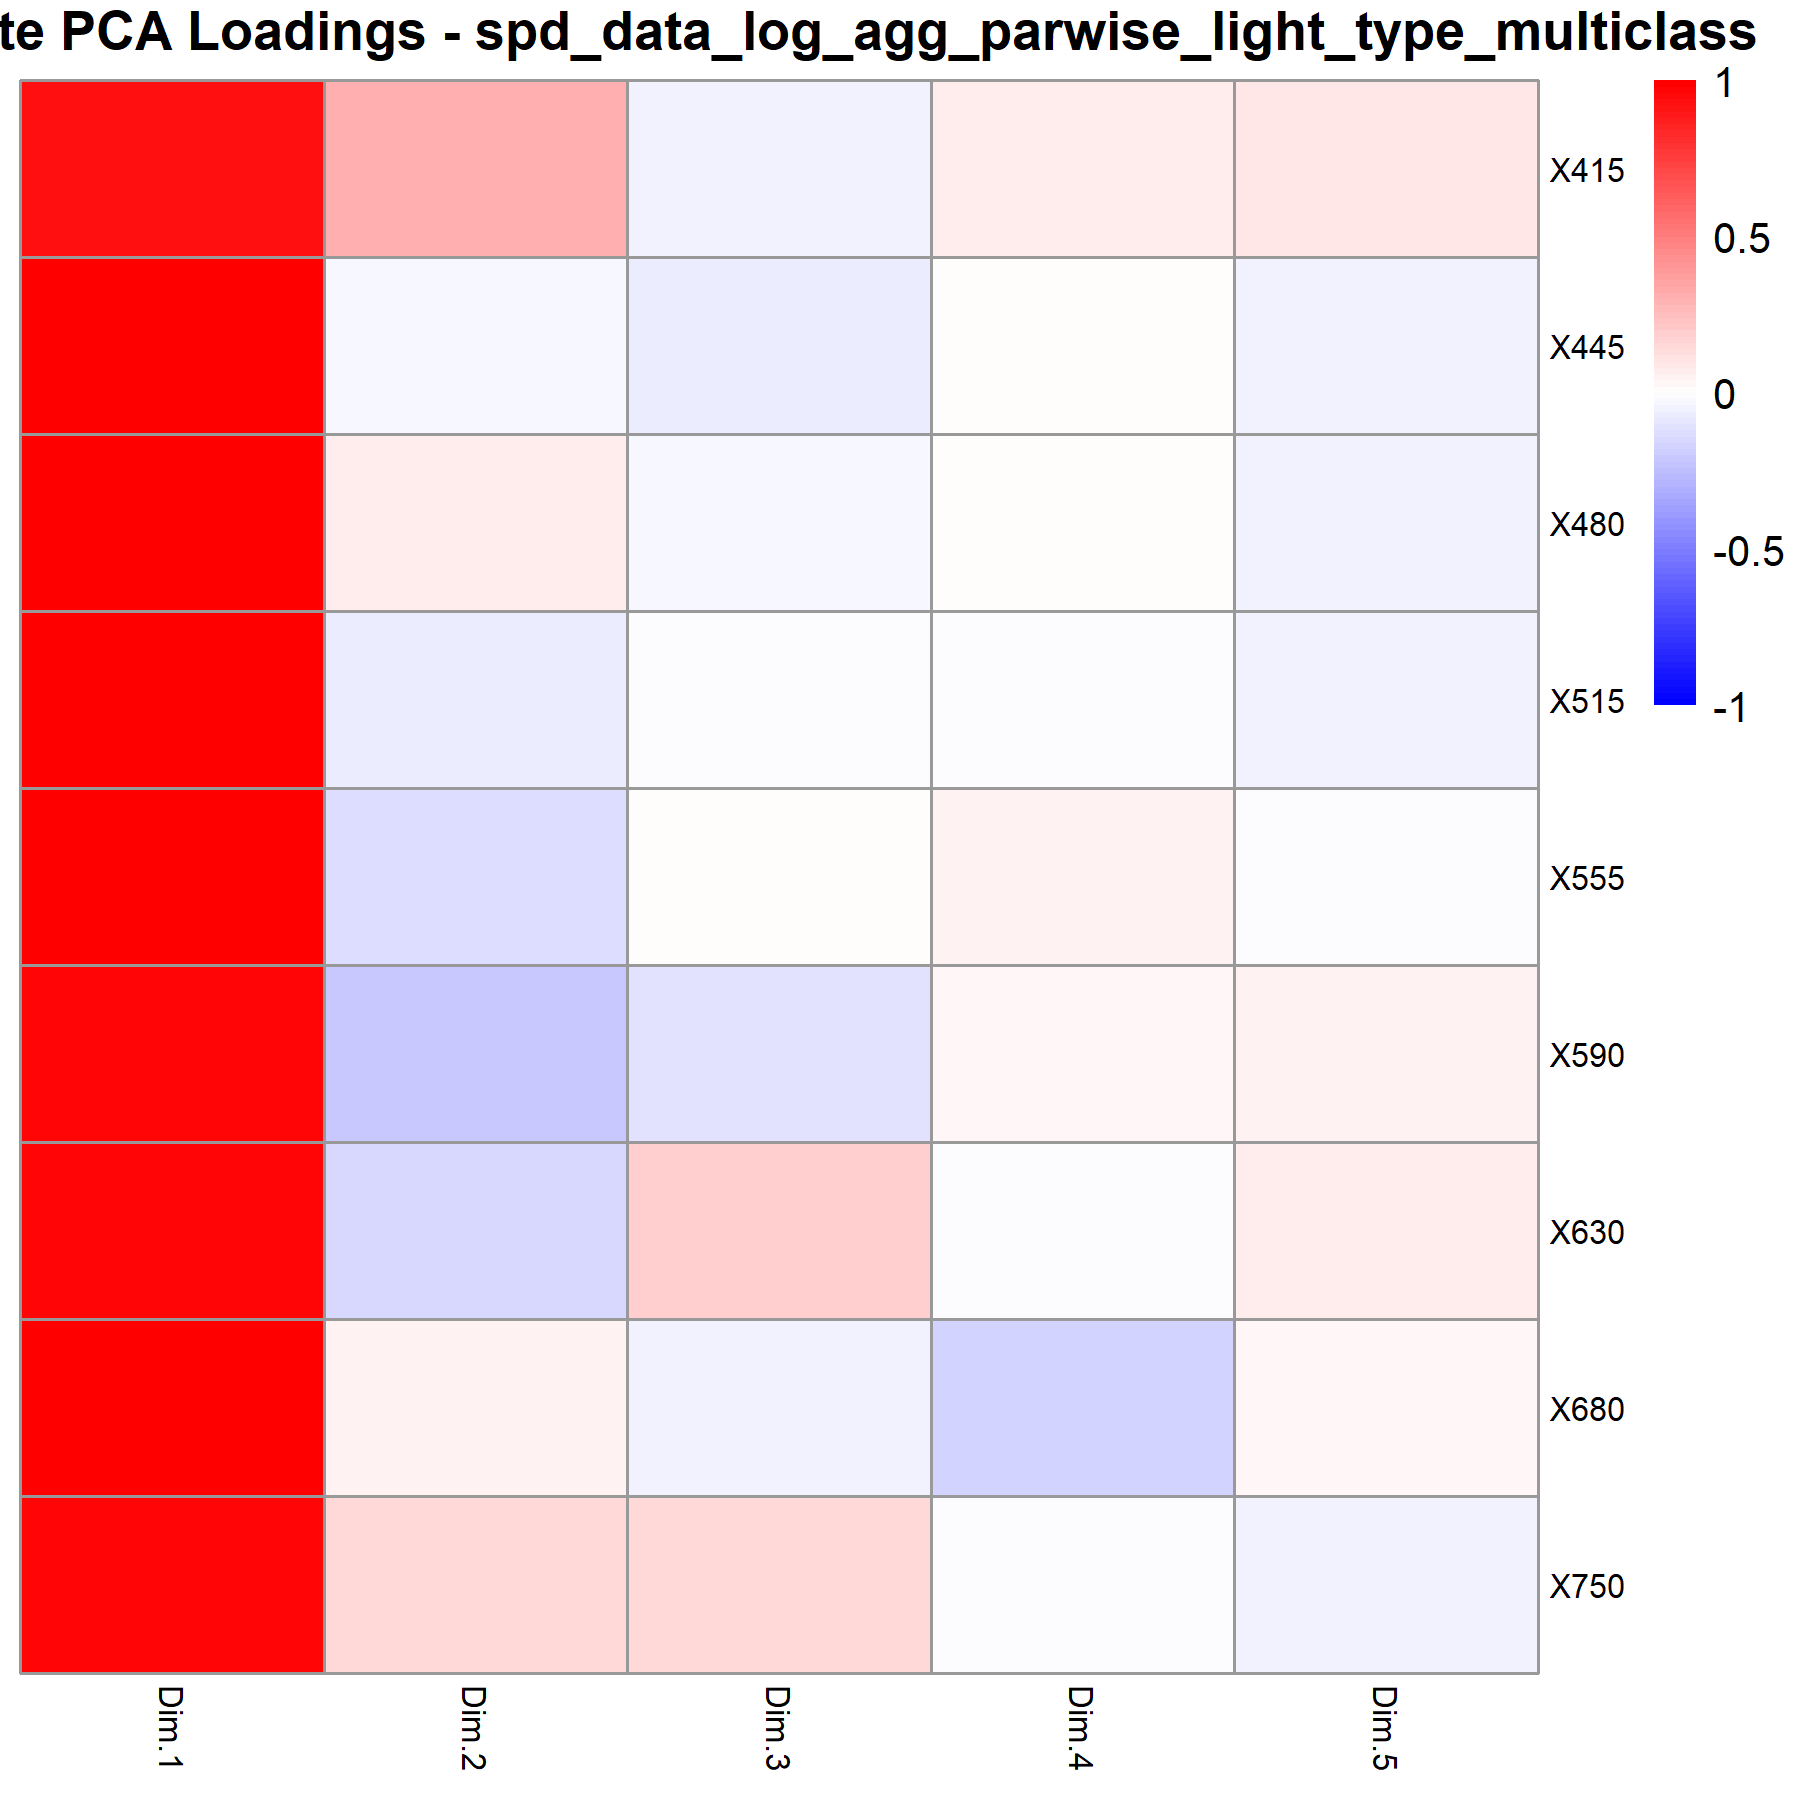 te PCA Loadings - spd_data_log_agg_parwise_light_type_multiclass
1
0.5
0
-0.5
-1
X415
X445
X480
X515
X555
X590
X630
X680
X750
Dim.1
Dim.2
Dim.3
Dim.4
Dim.5